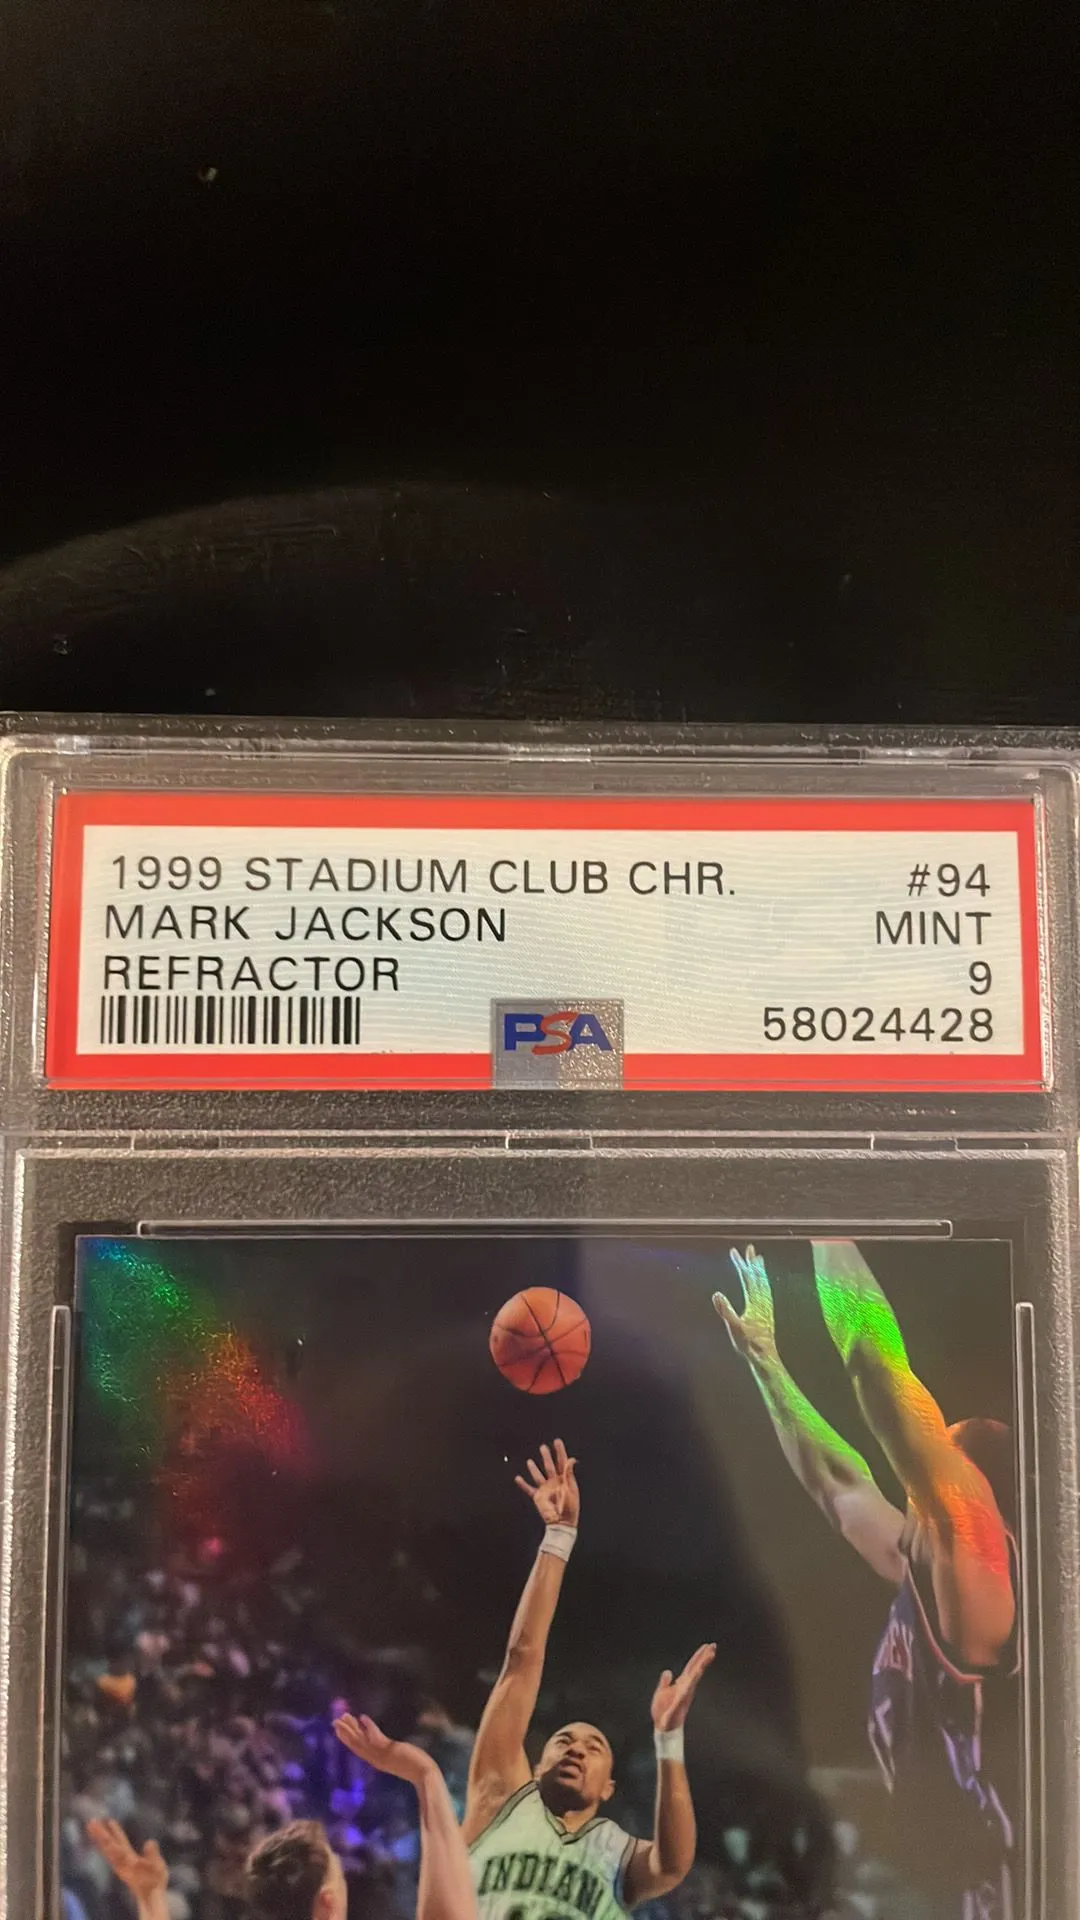 1999 STADIUM CLUB CHR. #94
MARK JACKSON MINT
REFRACTOR 9
PSA 58024428
INDIANA